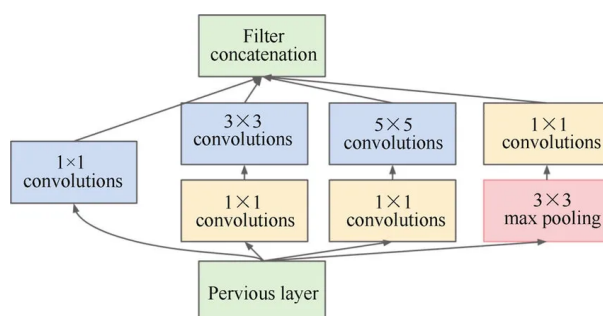 Filter
concatenation
3×3
convolutions
5×5
convolutions
1×1
convolutions
1×1
convolutions
1×1
convolutions
1×1
convolutions
3×3
max pooling
Pervious layer